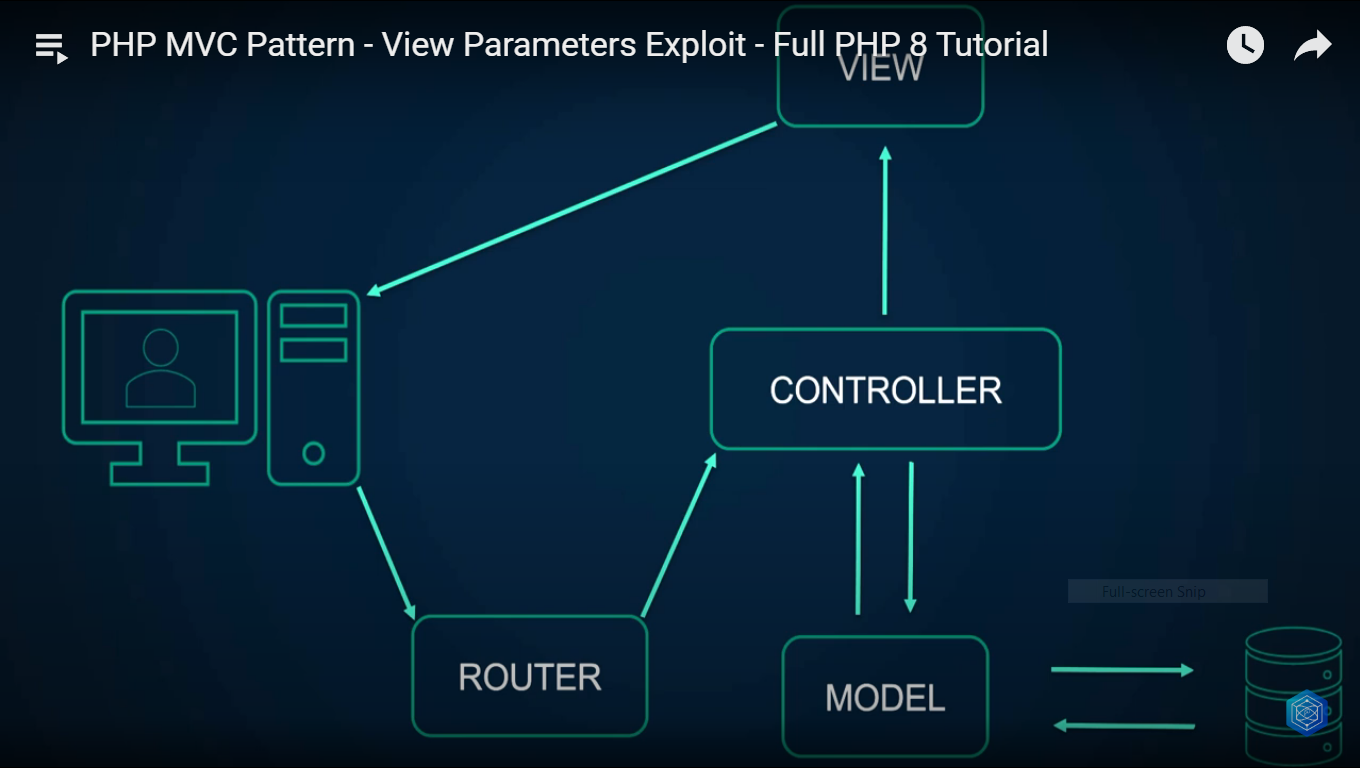 PHP MVC Pattern - View Parameters Exploit - Full PHP 8 Tutorial
VIEW
CONTROLLER
Full-screen Snip
ROUTER
MODEL